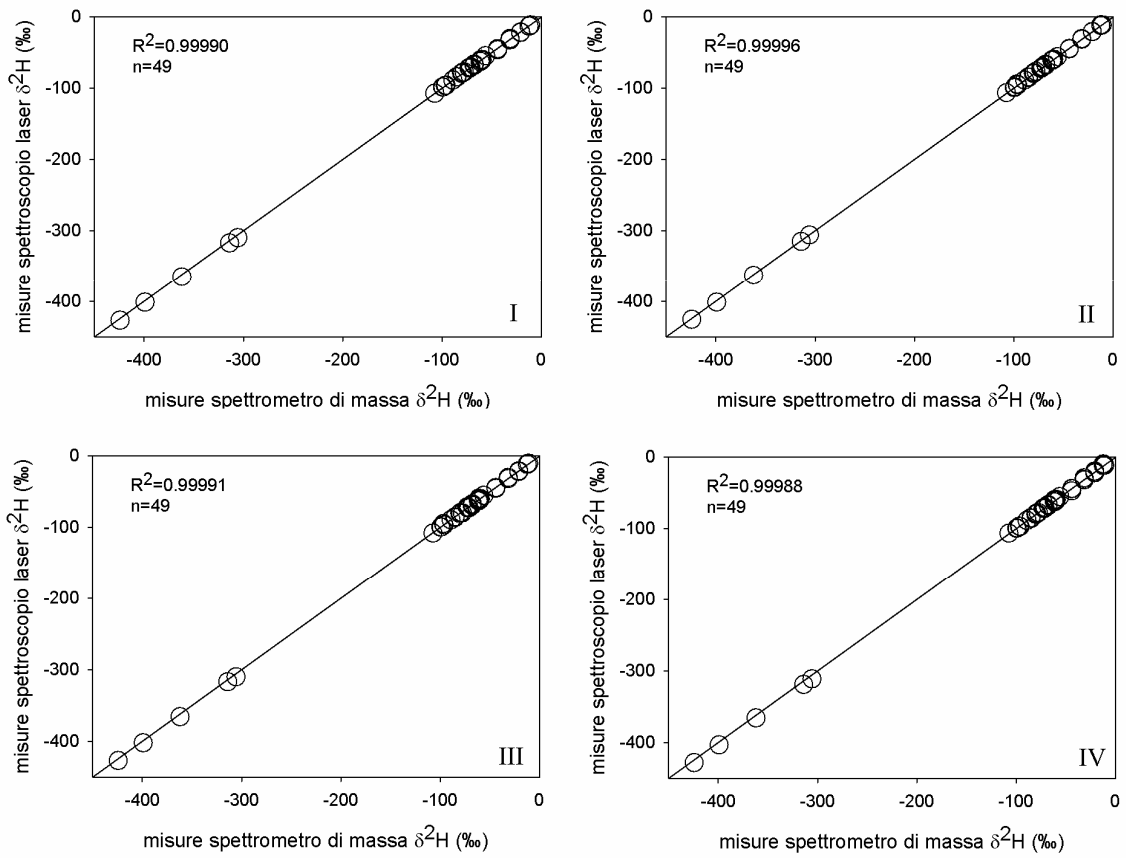 R2=0.99990
n=49
0
-100
-200
-300
-400
misure spettroscopio laser δ2H (‰)
I
-400
-300
-200
-100
0
misure spettrometro di massa δ2H (‰)
R2=0.99996
n=49
0
-100
-200
-300
-400
misure spettroscopio laser δ2H (‰)
II
-400
-300
-200
-100
0
misure spettrometro di massa δ2H (‰)
R2=0.99991
n=49
0
-100
-200
-300
-400
misure spettroscopio laser δ2H (‰)
III
-400
-300
-200
-100
0
misure spettrometro di massa δ2H (‰)
R2=0.99988
n=49
0
-100
-200
-300
-400
misure spettroscopio laser δ2H (‰)
IV
-400
-300
-200
-100
0
misure spettrometro di massa δ2H (‰)